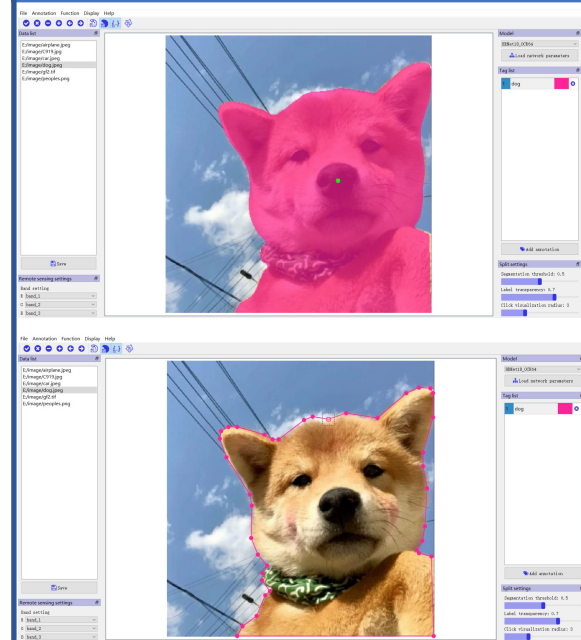 File Annotation Function Display Help
Data list
E:/image/airplane.jpeg
E:/image/C919.jpg
E:/image/car.jpeg
E:/image/dog.jpeg
E:/image/gf2.tif
E:/image/peoples.png
Save
Remote sensing settings
Band setting
R band_1
G band_2
B band_3
Model
HRNet18_OCR64
Load network parameters
Tag list
1 dog
Add annotation
Split settings
Segmentation threshold: 0.5
Label transparency: 0.7
Click visualization radius: 3
File Annotation Function Display Help
Data list
E:/image/airplane.jpeg
E:/image/C919.jpg
E:/image/car.jpeg
E:/image/dog.jpeg
E:/image/gf2.tif
E:/image/peoples.png
Save
Remote sensing settings
Band setting
R band_1
G band_2
B band_3
Model
HRNet18_OCR64
Load network parameters
Tag list
1 dog
Add annotation
Split settings
Segmentation threshold: 0.5
Label transparency: 0.7
Click visualization radius: 3